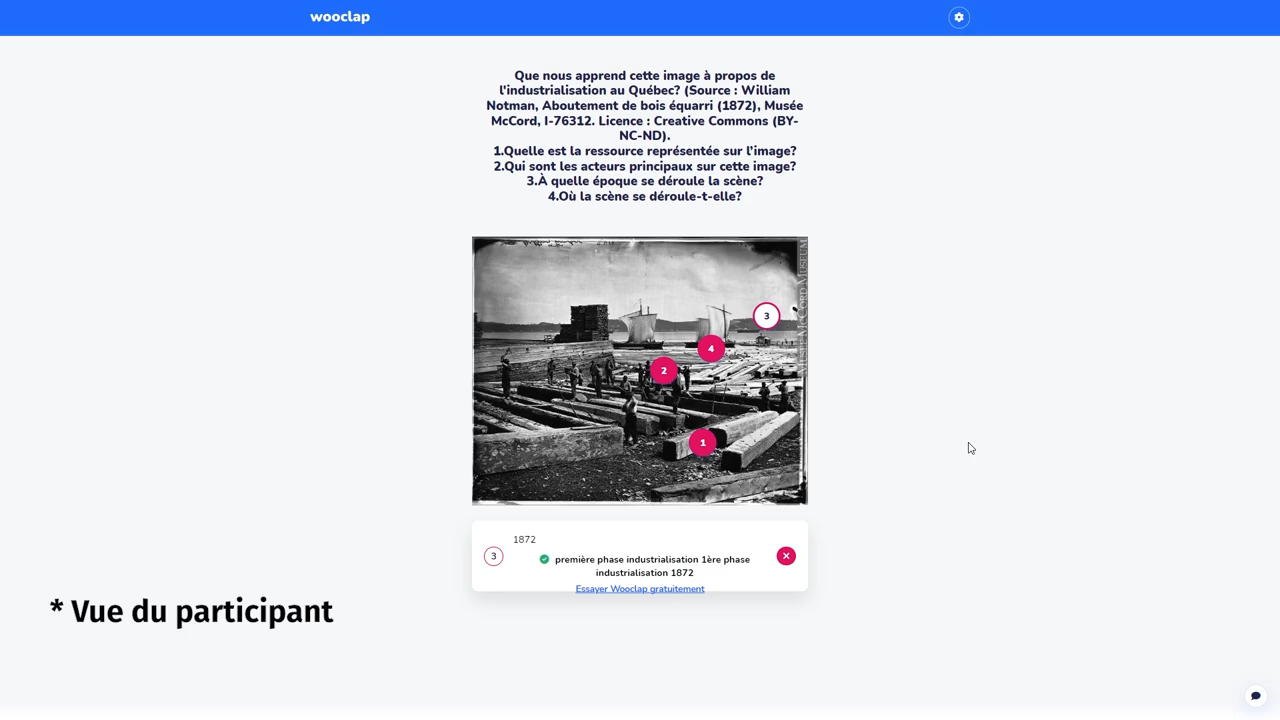 wooclap
Que nous apprend cette image à propos de
l'industrialisation au Québec? (Source : William
Notman, Aboutement de bois équarri (1872), Musée
McCord, I-76312. Licence : Creative Commons (BY-
NC-ND).
1.Quelle est la ressource représentée sur l'image?
2.Qui sont les acteurs principaux sur cette image?
3.À quelle époque se déroule la scène?
4.Où la scène se déroule-t-elle?
McCord Museum
3
4
2
1
1872
3
première phase industrialisation 1ère phase
industrialisation 1872
Essayer Wooclap gratuitement
* Vue du participant